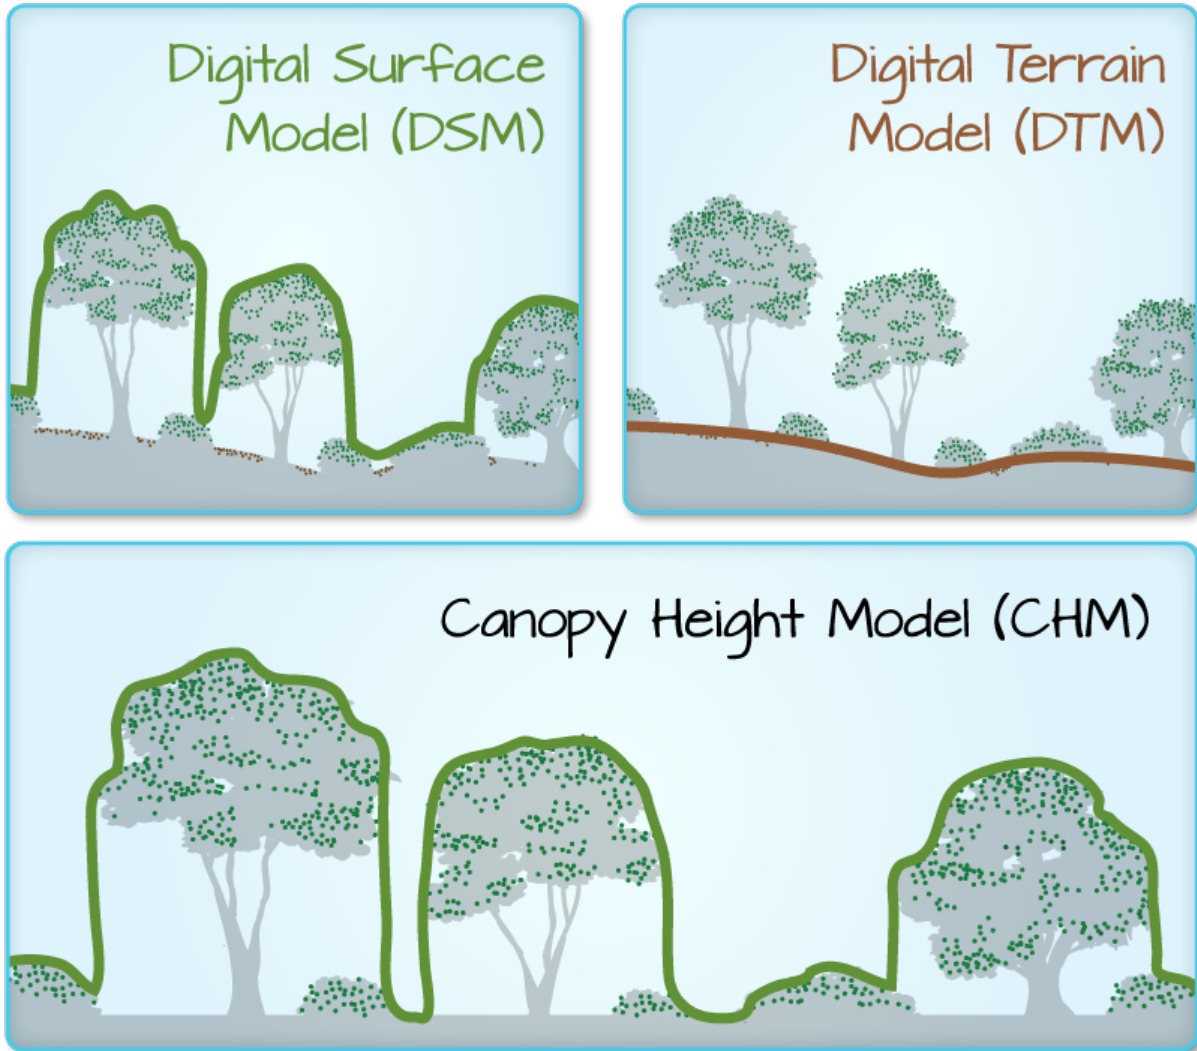 Digital Surface
Model (DSM)
Digital Terrain
Model (DTM)
Canopy Height Model (CHM)